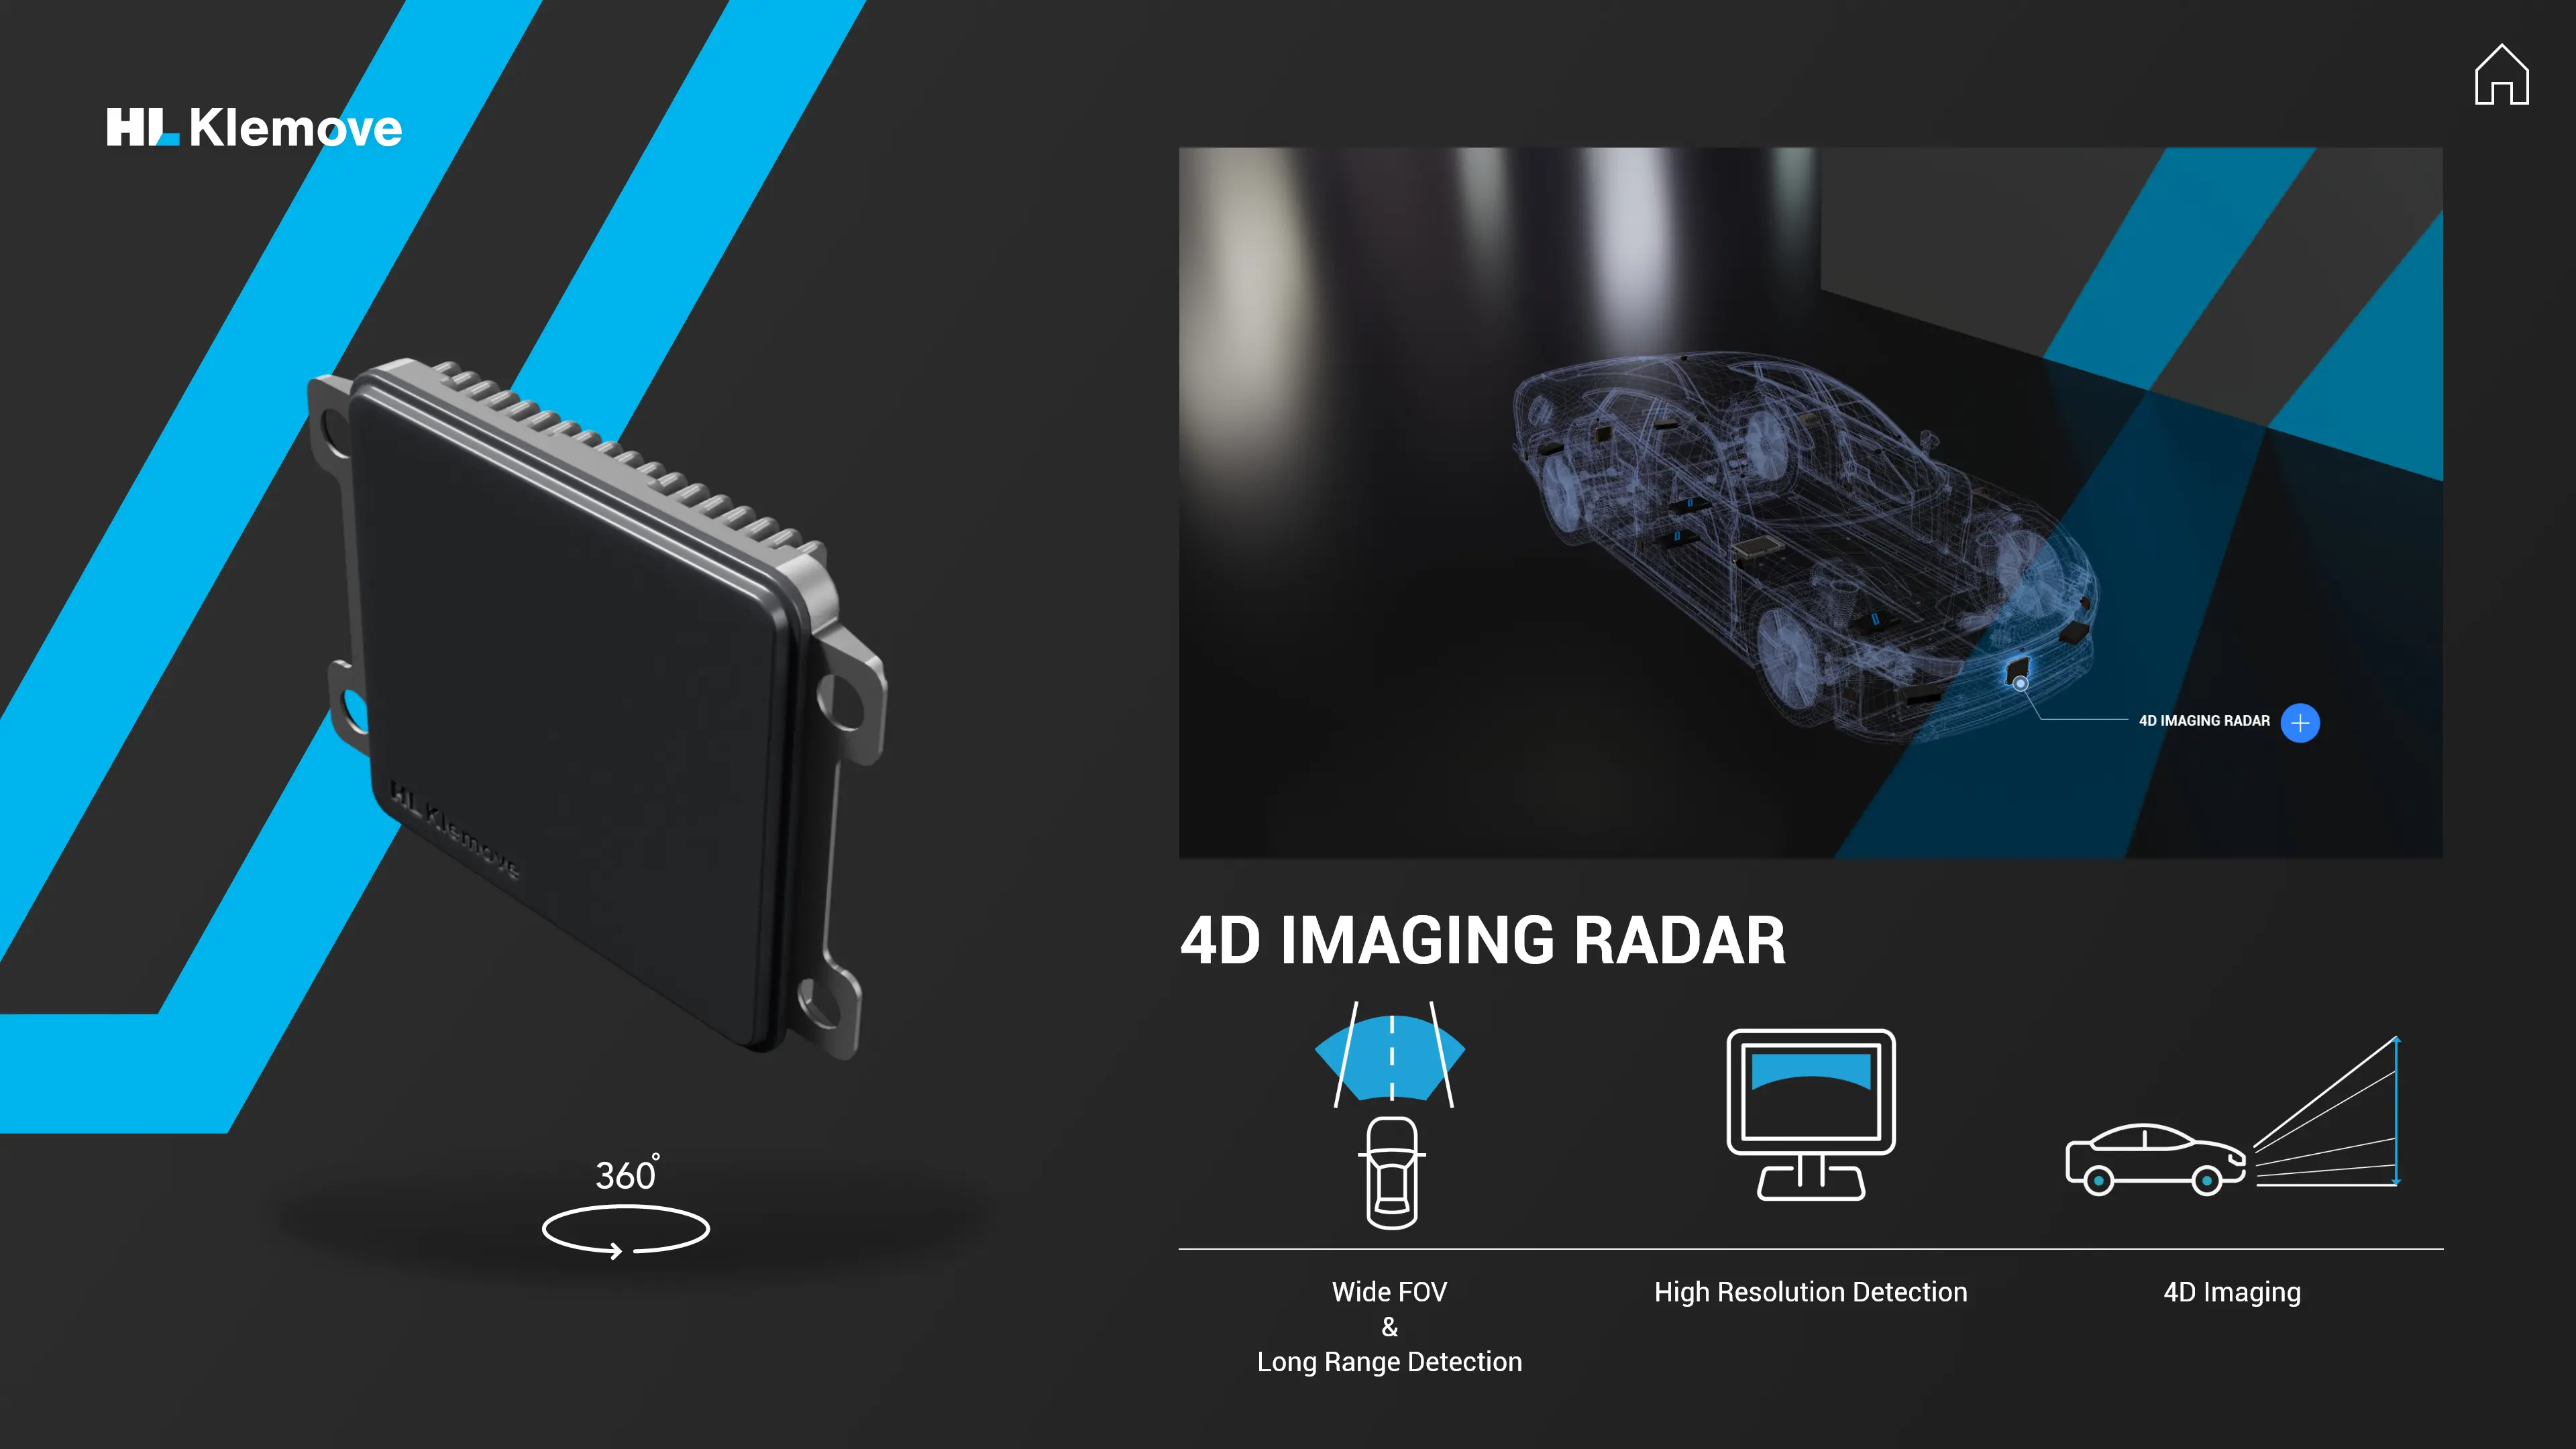 HL Klemove
4D IMAGING RADAR
HL Klemove
4D IMAGING RADAR
360°
Wide FOV
&
Long Range Detection
High Resolution Detection
4D Imaging